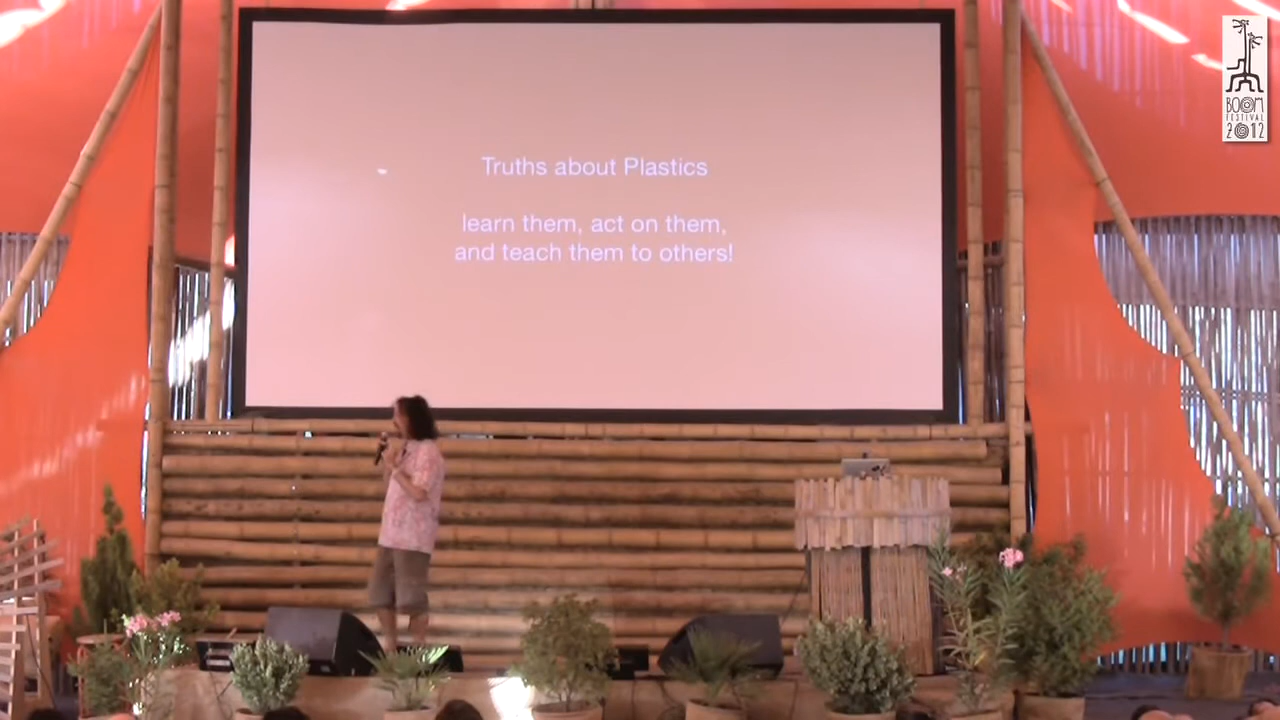 Truths about Plastics
learn them, act on them,
and teach them to others!
BOOM
FESTIVAL
2012